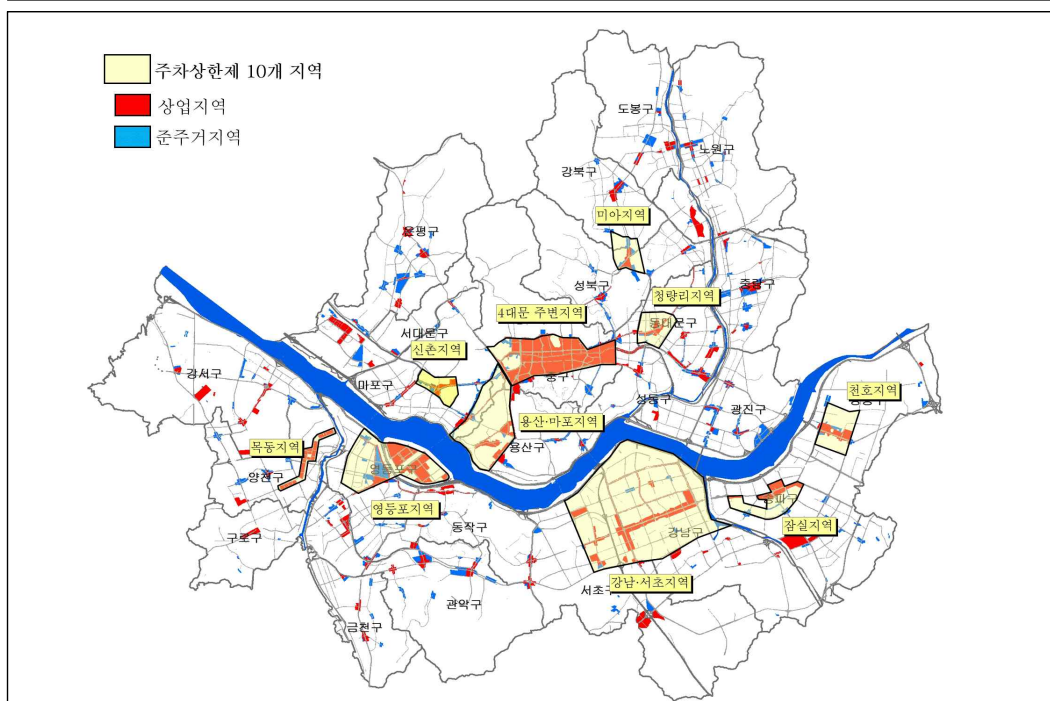 주차상한제 10개 지역
상업지역
준주거지역
도봉구
노원구
강북구
미아지역
은평구
성북구
중랑구
청량리지역
4대문 주변지역
동대문구
서대문구
신촌지역
강서구
마포구
중구
천호지역
성동구
광진구
용산·마포지역
목동지역
용산구
영등포구
양천구
송파구
영등포지역
동작구
잠실지역
구로구
강남구
강남·서초지역
서초구
관악구
금천구